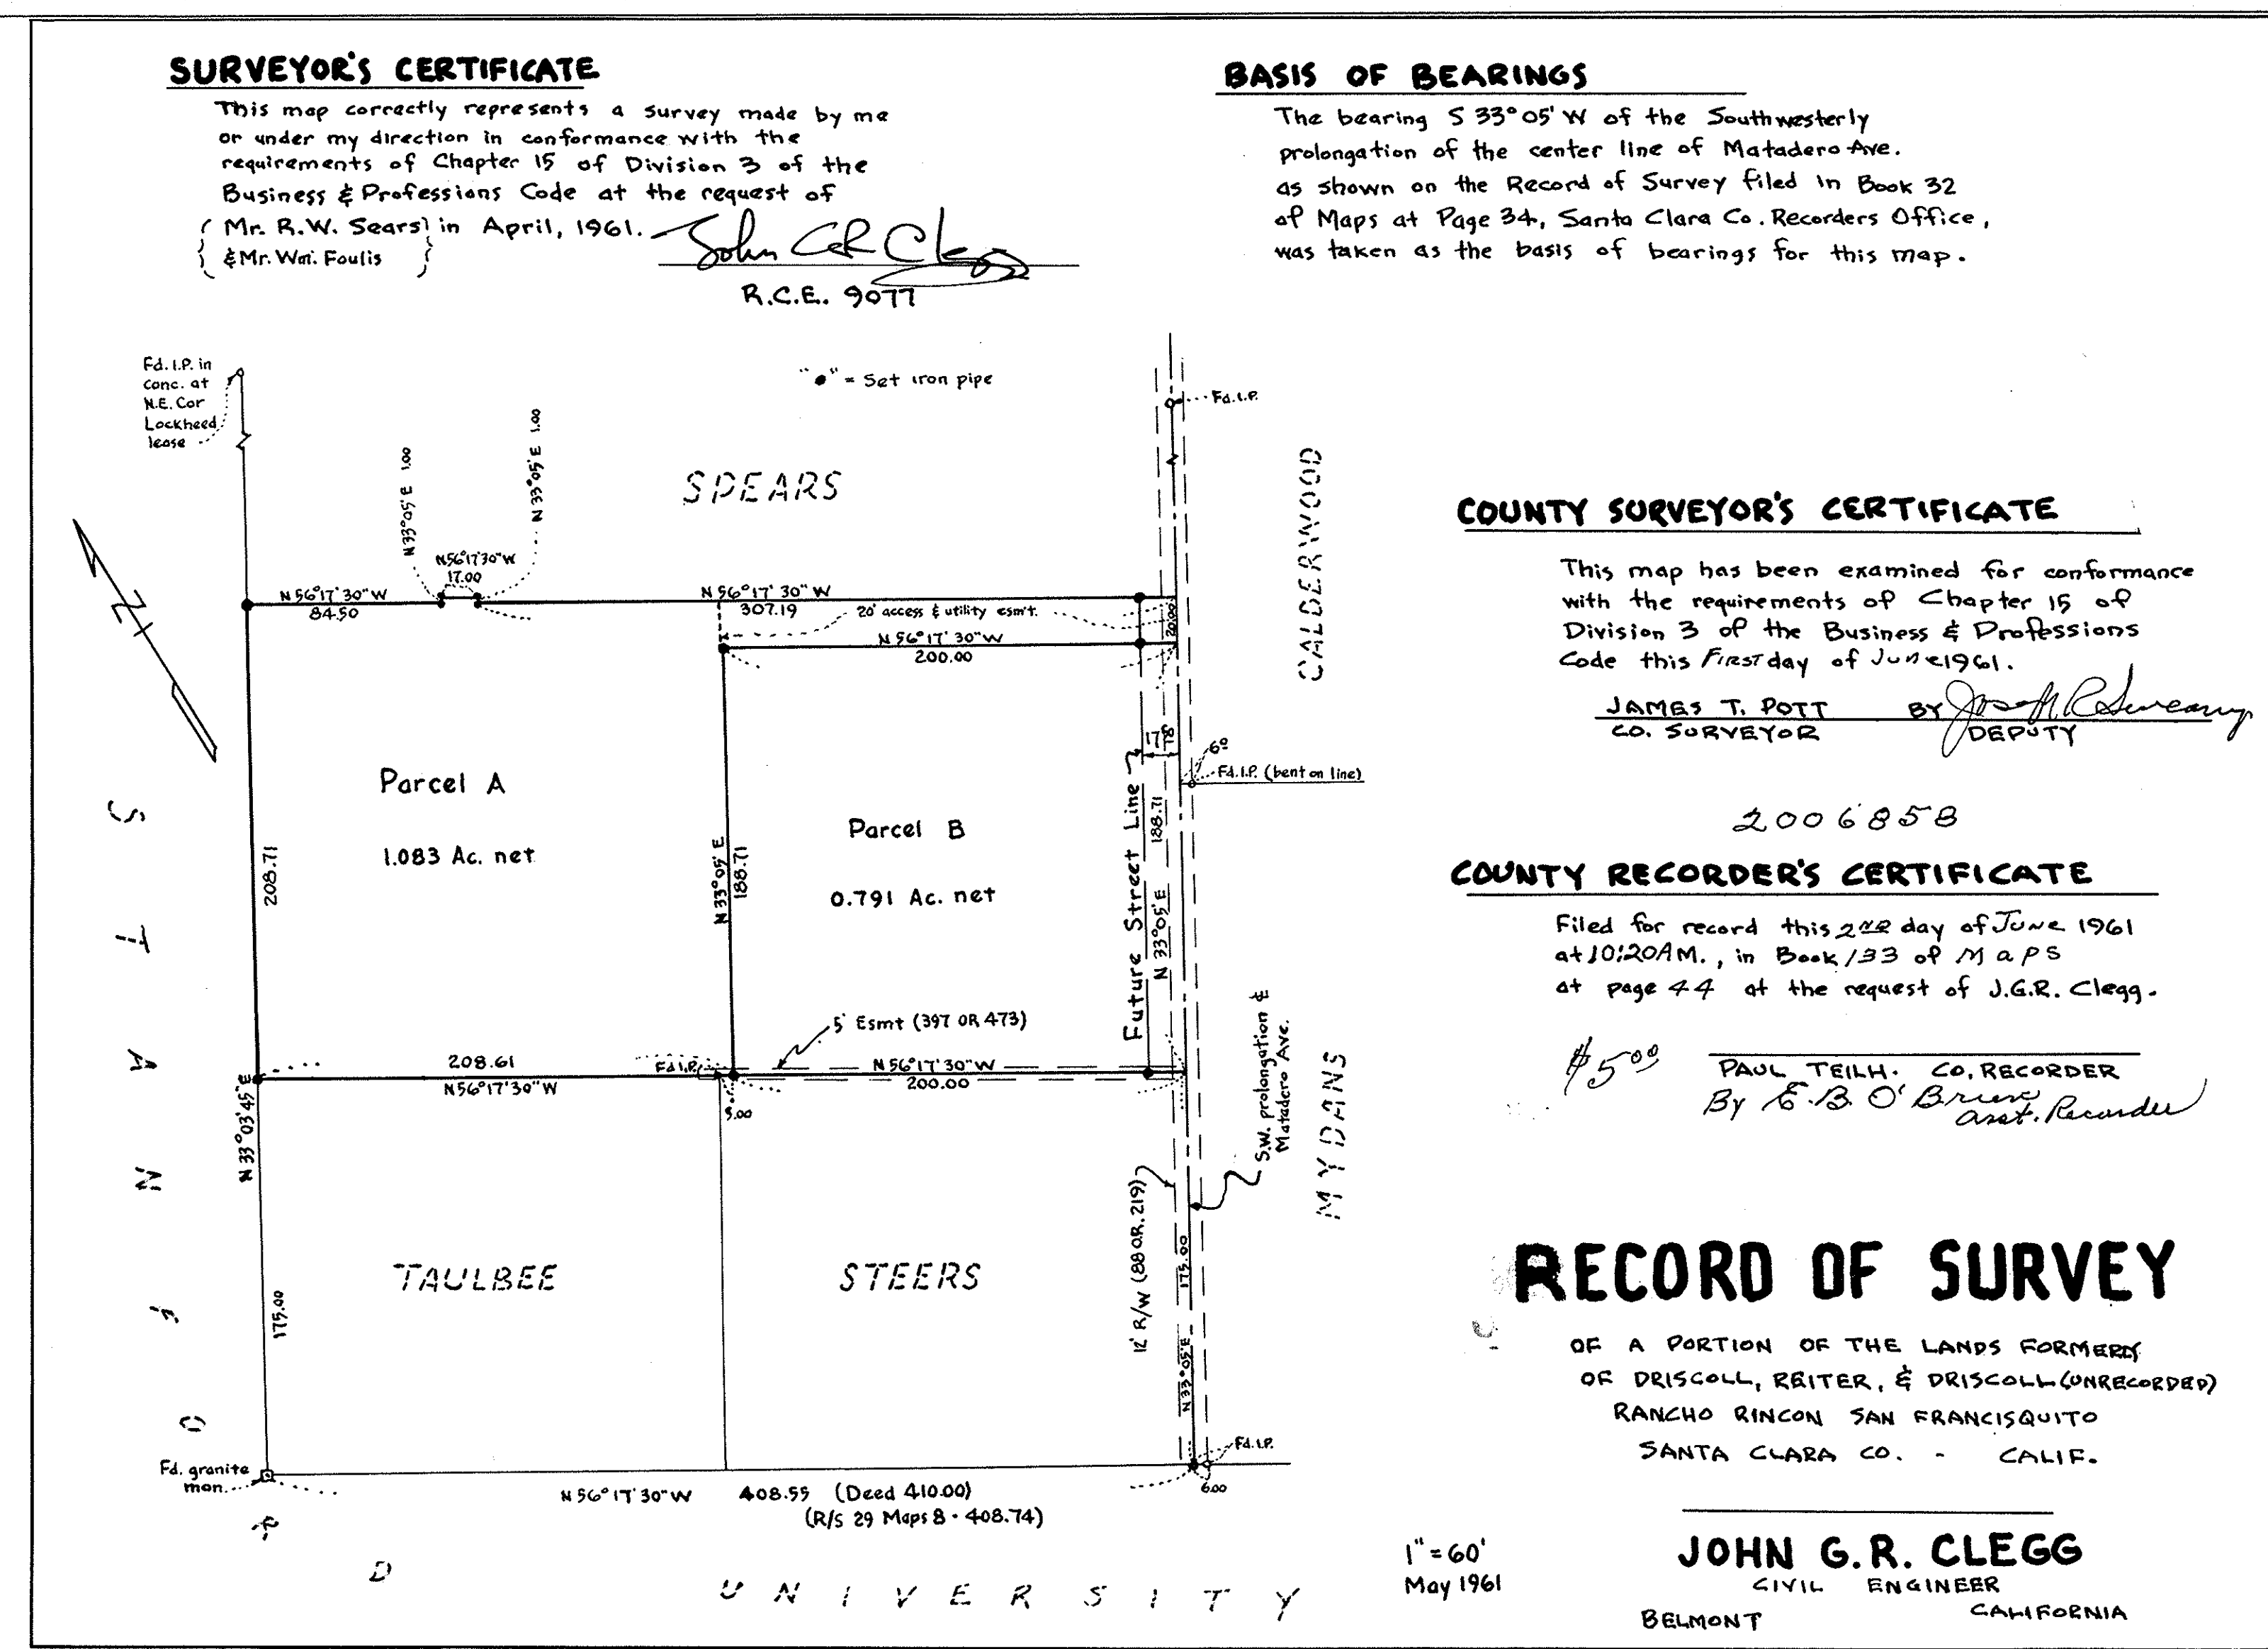 SURVEYOR'S CERTIFICATE
This map correctly represents a survey made by me
or under my direction in conformance with the
requirements of Chapter 15 of Division 3 of the
Business & Professions Code at the request of
Mr. R.W. Sears in April, 1961.
& Mr. Wm. Foulis
R.C.E. 9077
BASIS OF BEARINGS
The bearing S 33°05' W of the Southwesterly
prolongation of the center line of Matadero Ave.
as shown on the Record of Survey filed in Book 32
of Maps at Page 34, Santa Clara Co. Recorders Office,
was taken as the basis of bearings for this map.
Fd. I.P. in
conc. at
N.E. Cor
Lockheed
lease
"●" = Set iron pipe
Fd. I.P.
N 33°05' E 1.00
N 33°05' E 1.00
SPEARS
CALDERWOOD
N 56°17'30" W
84.50
N 56°17'30" W
17.00
N 56°17'30" W
307.19
20' access & utility esm't.
20.00
N 56°17'30" W
200.00
Parcel A
1.083 Ac. net
208.71
Parcel B
0.791 Ac. net
N 33°05' E
188.71
Future Street Line
17.78
188.71
N 33°05' E
6.00
Fd. I.P. (bent on line)
5' Esmt (397 OR 473)
208.61
N 56°17'30" W
Fd I.P.
5.00
N 56°17'30" W
200.00
S.W. prolongation ℄
Matadero Ave.
MYDANS
N 33°03'45" E
175.00
TAULBEE
STEERS
12' R/W (88 O.R. 219)
175.00
N 33°05' E
Fd. I.P.
6.00
Fd. granite
mon.
N 56°17'30" W 408.55 (Deed 410.00)
(R/S 29 Maps 8 - 408.74)
STANFORD
UNIVERSITY
1" = 60'
May 1961
COUNTY SURVEYOR'S CERTIFICATE
This map has been examined for conformance
with the requirements of Chapter 15 of
Division 3 of the Business & Professions
Code this FIRST day of June 1961.
JAMES T. POTT BY
CO. SURVEYOR DEPUTY
2006858
COUNTY RECORDER'S CERTIFICATE
Filed for record this 2ND day of June 1961
at 10:20 AM., in Book 133 of MAPS
at page 44 at the request of J.G.R. Clegg.
$5.00
PAUL TEILH. CO. RECORDER
By E.B. O'Brien
asst. Recorder
RECORD OF SURVEY
OF A PORTION OF THE LANDS FORMERLY
OF DRISCOLL, REITER, & DRISCOLL (UNRECORDED)
RANCHO RINCON SAN FRANCISQUITO
SANTA CLARA CO. - CALIF.
JOHN G.R. CLEGG
CIVIL ENGINEER
BELMONT CALIFORNIA